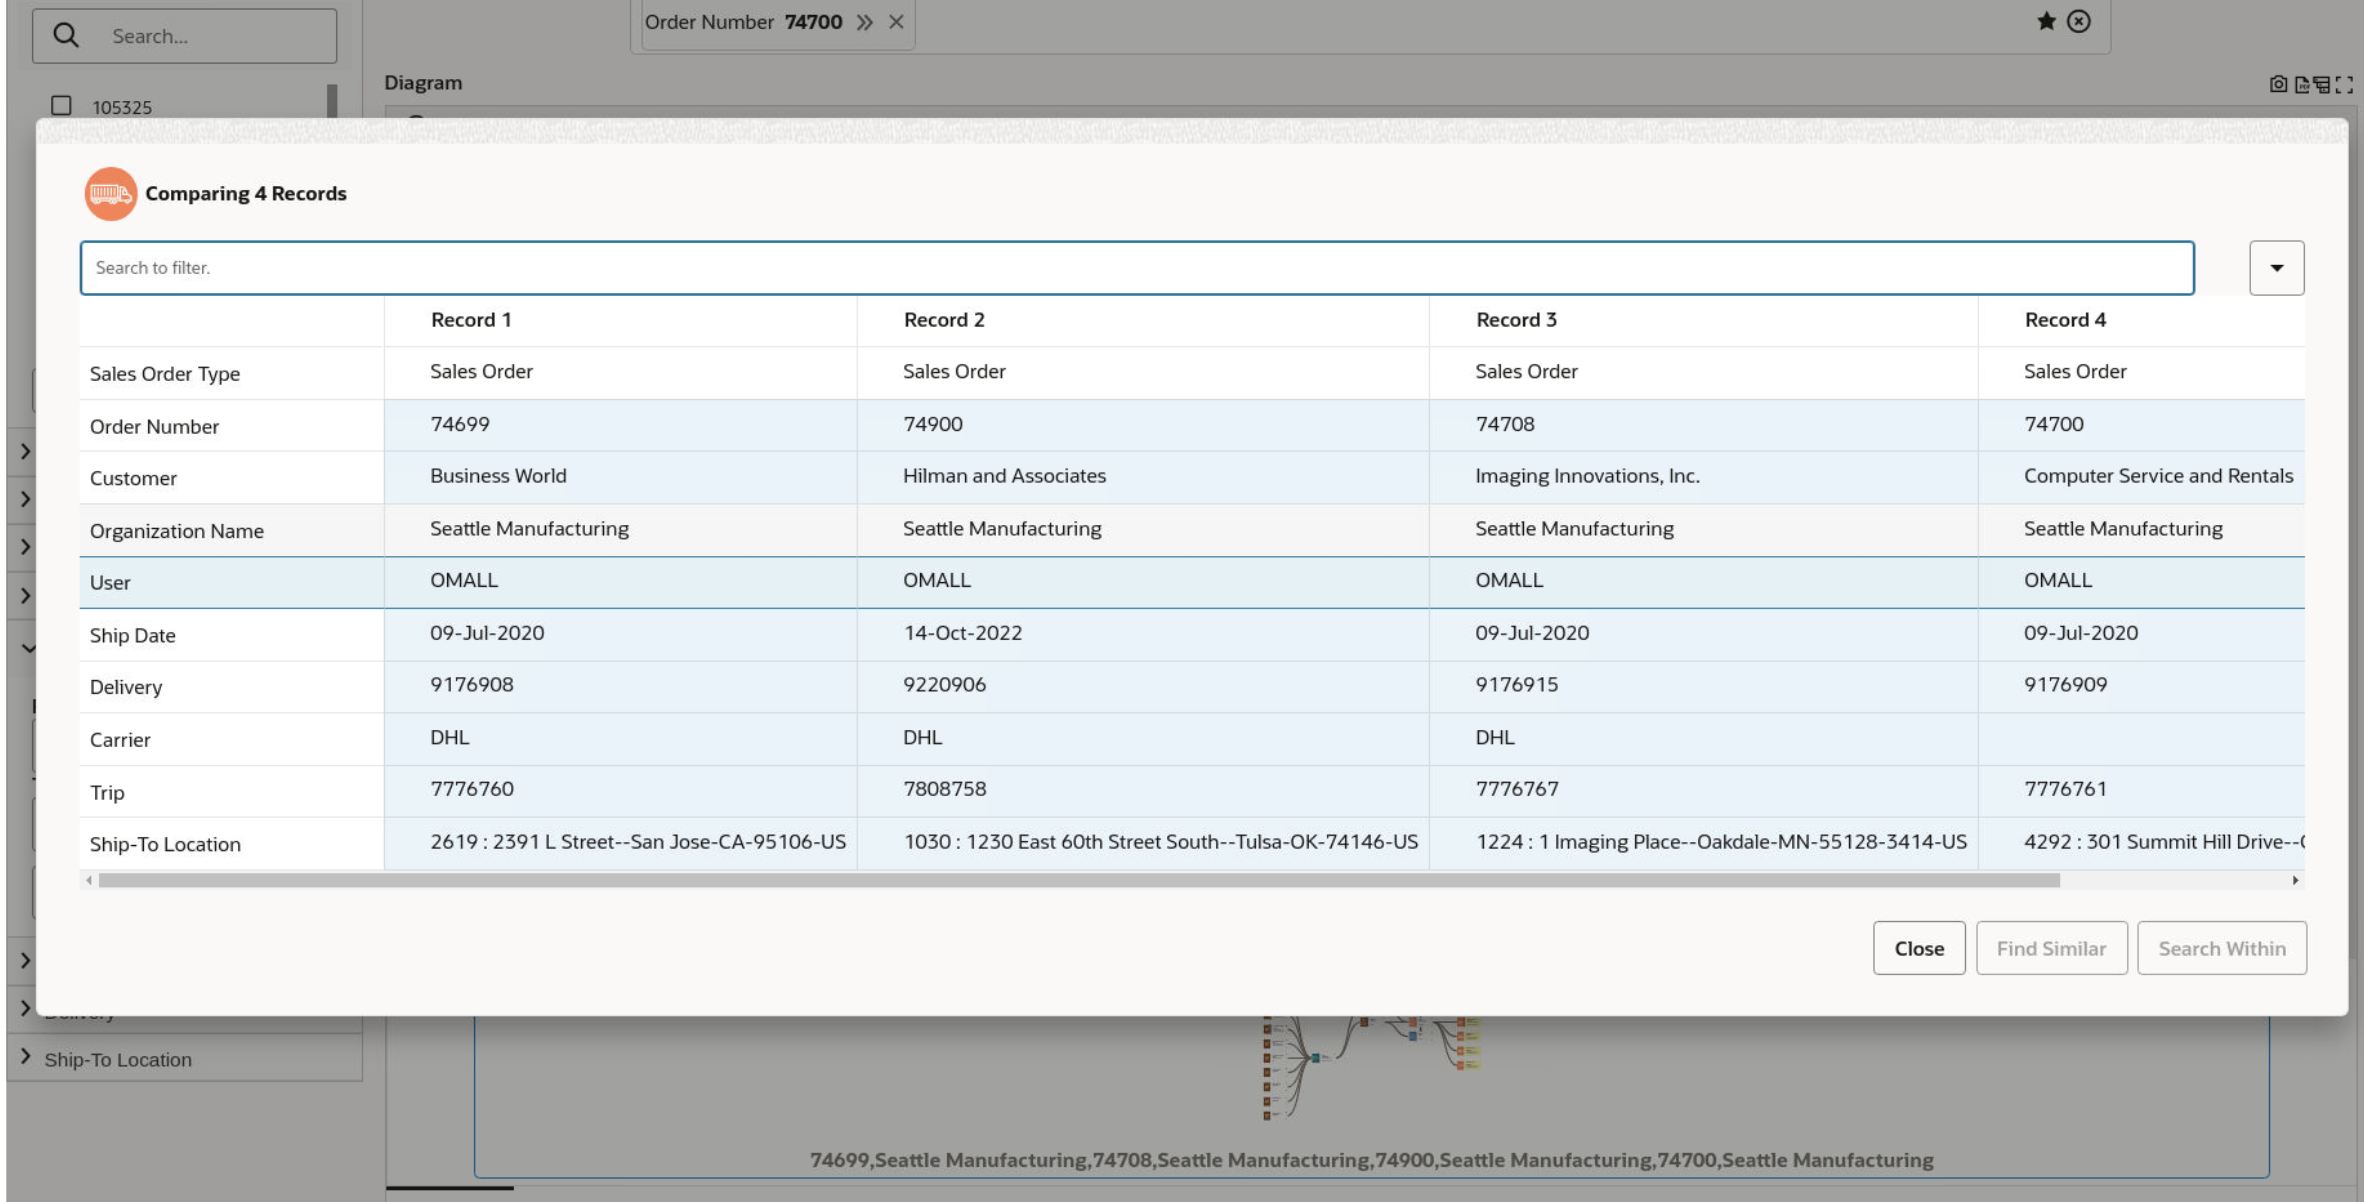 Search...
Order Number 74700
105325
Diagram
Comparing 4 Records
Search to filter.
Record 1 Record 2 Record 3 Record 4
Sales Order Type Sales Order Sales Order Sales Order Sales Order
Order Number 74699 74900 74708 74700
Customer Business World Hilman and Associates Imaging Innovations, Inc. Computer Service and Rentals
Organization Name Seattle Manufacturing Seattle Manufacturing Seattle Manufacturing Seattle Manufacturing
User OMALL OMALL OMALL OMALL
Ship Date 09-Jul-2020 14-Oct-2022 09-Jul-2020 09-Jul-2020
Delivery 9176908 9220906 9176915 9176909
Carrier DHL DHL DHL
Trip 7776760 7808758 7776767 7776761
Ship-To Location 2619 : 2391 L Street--San Jose-CA-95106-US 1030 : 1230 East 60th Street South--Tulsa-OK-74146-US 1224 : 1 Imaging Place--Oakdale-MN-55128-3414-US 4292 : 301 Summit Hill Drive--
Close Find Similar Search Within
Delivery
Ship-To Location
74699,Seattle Manufacturing,74708,Seattle Manufacturing,74900,Seattle Manufacturing,74700,Seattle Manufacturing